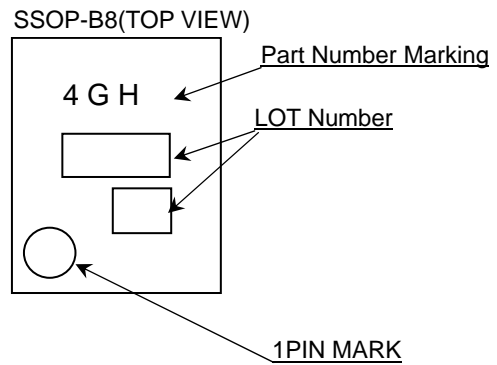 SSOP-B8(TOP VIEW)
Part Number Marking
4 G H
LOT Number
1PIN MARK